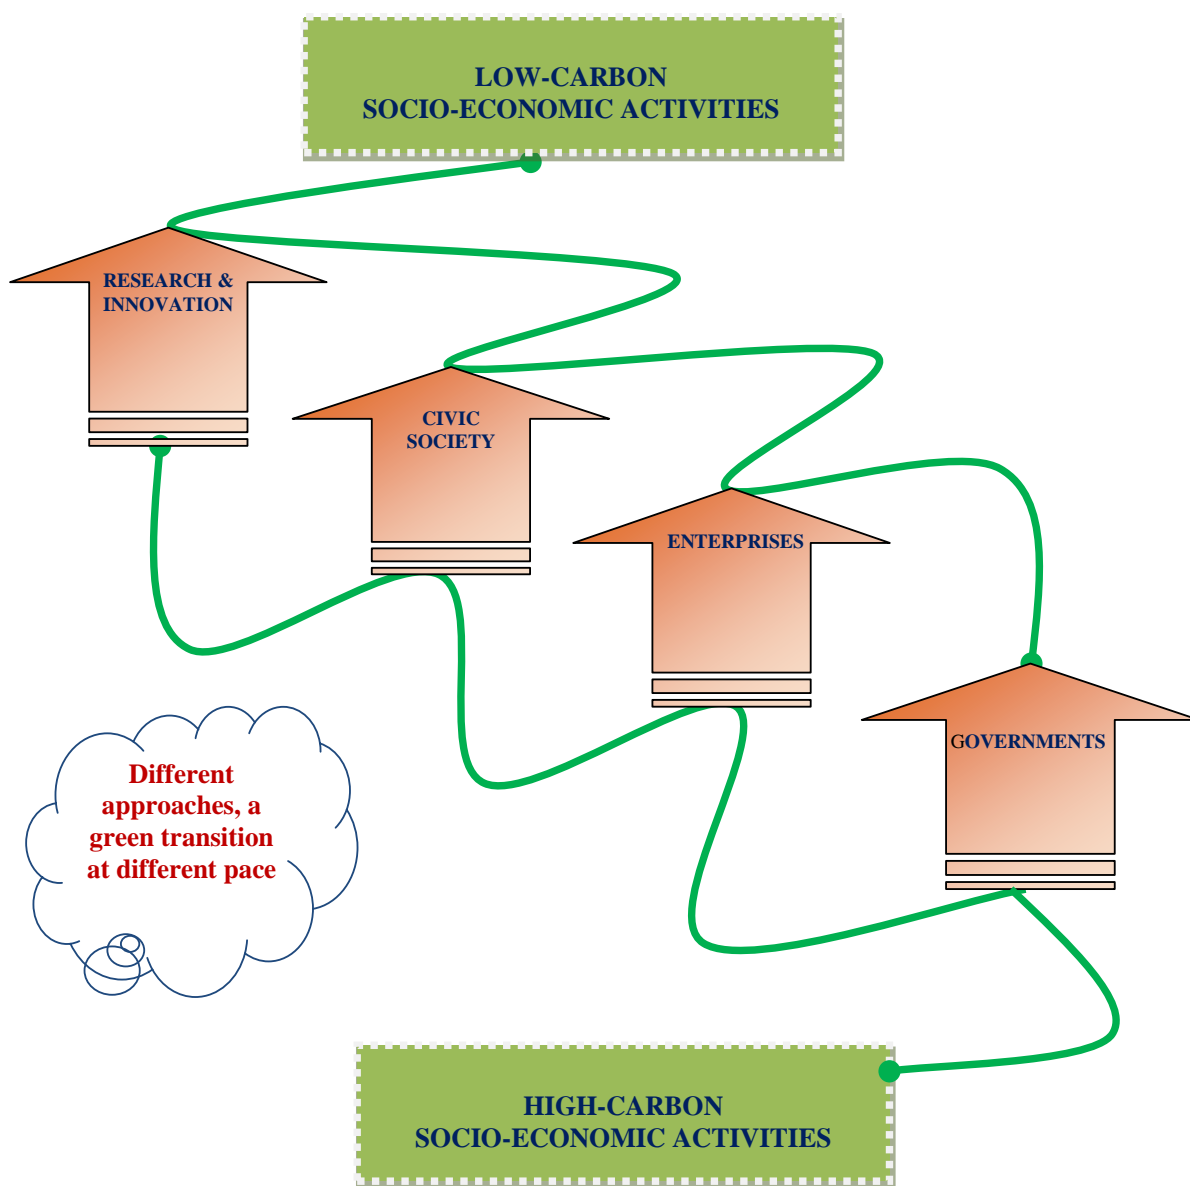 LOW-CARBON
SOCIO-ECONOMIC ACTIVITIES
RESEARCH &
INNOVATION
CIVIC
SOCIETY
ENTERPRISES
GOVERNMENTS
Different
approaches, a
green transition
at different pace
HIGH-CARBON
SOCIO-ECONOMIC ACTIVITIES